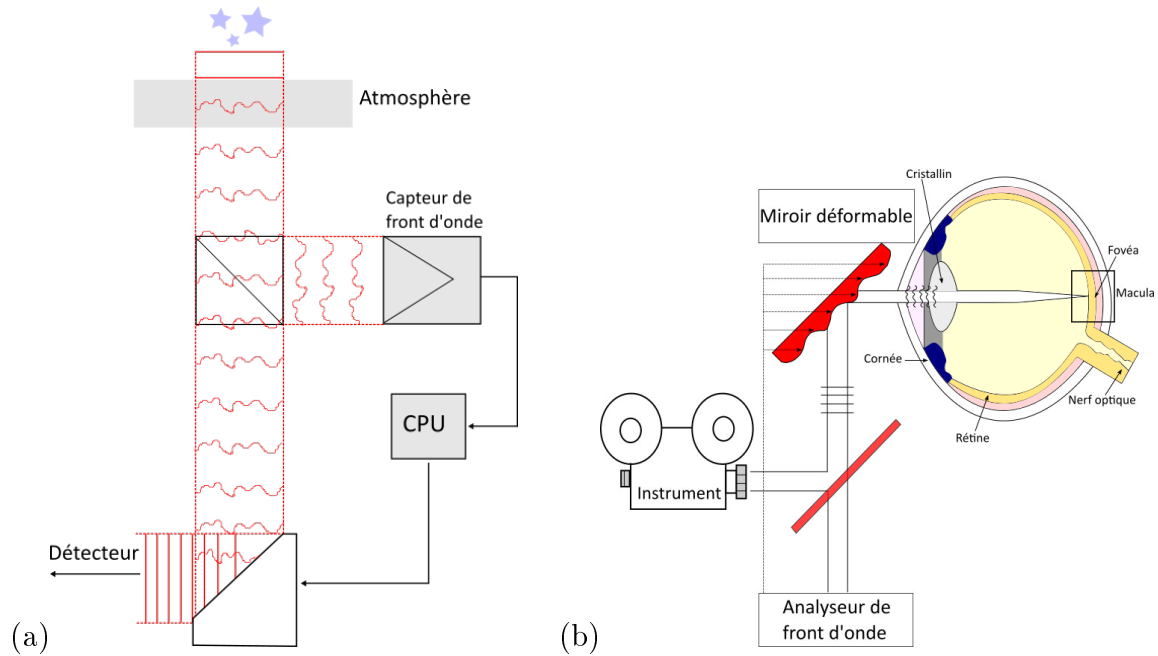 Atmosphère
Capteur de
front d'onde
CPU
Détecteur
(a)
Cristallin
Miroir déformable
Fovéa
Macula
Cornée
Nerf optique
Rétine
Instrument
Analyseur de
front d'onde
(b)